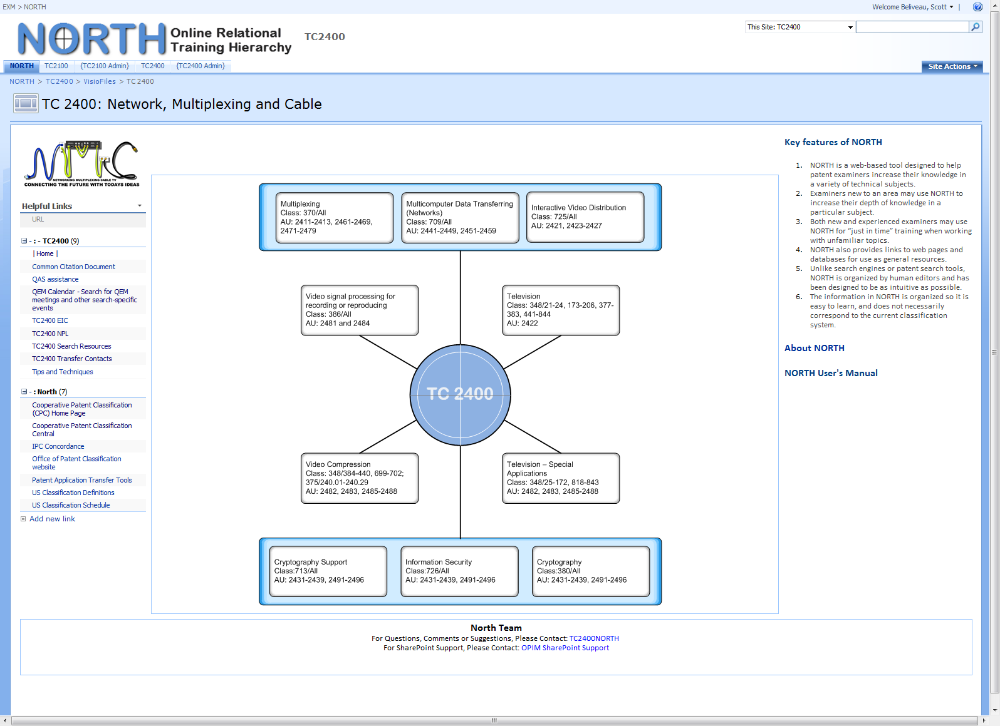 EXM > NORTH
Welcome Beliveau, Scott
NORTH Online Relational
Training Hierarchy
TC2400
This Site: TC2400
NORTH TC2100 {TC2100 Admin} TC2400 {TC2400 Admin}
Site Actions
NORTH > TC2400 > VisioFiles > TC2400
TC 2400: Network, Multiplexing and Cable
NMC
NETWORKING MULTIPLEXING CABLE TV
CONNECTING THE FUTURE WITH TODAYS IDEAS
Helpful Links
URL
- : - TC2400 (9)
| Home |
Common Citation Document
QAS assistance
QEM Calendar - Search for QEM
meetings and other search-specific
events
TC2400 EIC
TC2400 NPL
TC2400 Search Resources
TC2400 Transfer Contacts
Tips and Techniques
- : North (7)
Cooperative Patent Classification
(CPC) Home Page
Cooperative Patent Classification
Central
IPC Concordance
Office of Patent Classification
website
Patent Application Transfer Tools
US Classification Definitions
US Classification Schedule
Add new link
Multiplexing
Class: 370/All
AU: 2411-2413, 2461-2469,
2471-2479
Multicomputer Data Transferring
(Networks)
Class: 709/All
AU: 2441-2449, 2451-2459
Interactive Video Distribution
Class: 725/All
AU: 2421, 2423-2427
Video signal processing for
recording or reproducing
Class: 386/All
AU: 2481 and 2484
Television
Class: 348/21-24, 173-206, 377-
383, 441-844
AU: 2422
TC 2400
Video Compression
Class: 348/384-440, 699-702;
375/240.01-240.29
AU: 2482, 2483, 2485-2488
Television – Special
Applications
Class: 348/25-172, 818-843
AU: 2482, 2483, 2485-2488
Cryptography Support
Class:713/All
AU: 2431-2439, 2491-2496
Information Security
Class:726/All
AU: 2431-2439, 2491-2496
Cryptography
Class:380/All
AU: 2431-2439, 2491-2496
Key features of NORTH
1. NORTH is a web-based tool designed to help
patent examiners increase their knowledge in
a variety of technical subjects.
2. Examiners new to an area may use NORTH to
increase their depth of knowledge in a
particular subject.
3. Both new and experienced examiners may use
NORTH for “just in time” training when working
with unfamiliar topics.
4. NORTH also provides links to web pages and
databases for use as general resources.
5. Unlike search engines or patent search tools,
NORTH is organized by human editors and has
been designed to be as intuitive as possible.
6. The information in NORTH is organized so it is
easy to learn, and does not necessarily
correspond to the current classification
system.
About NORTH
NORTH User's Manual
North Team
For Questions, Comments or Suggestions, Please Contact: TC2400NORTH
For SharePoint Support, Please Contact: OPIM SharePoint Support